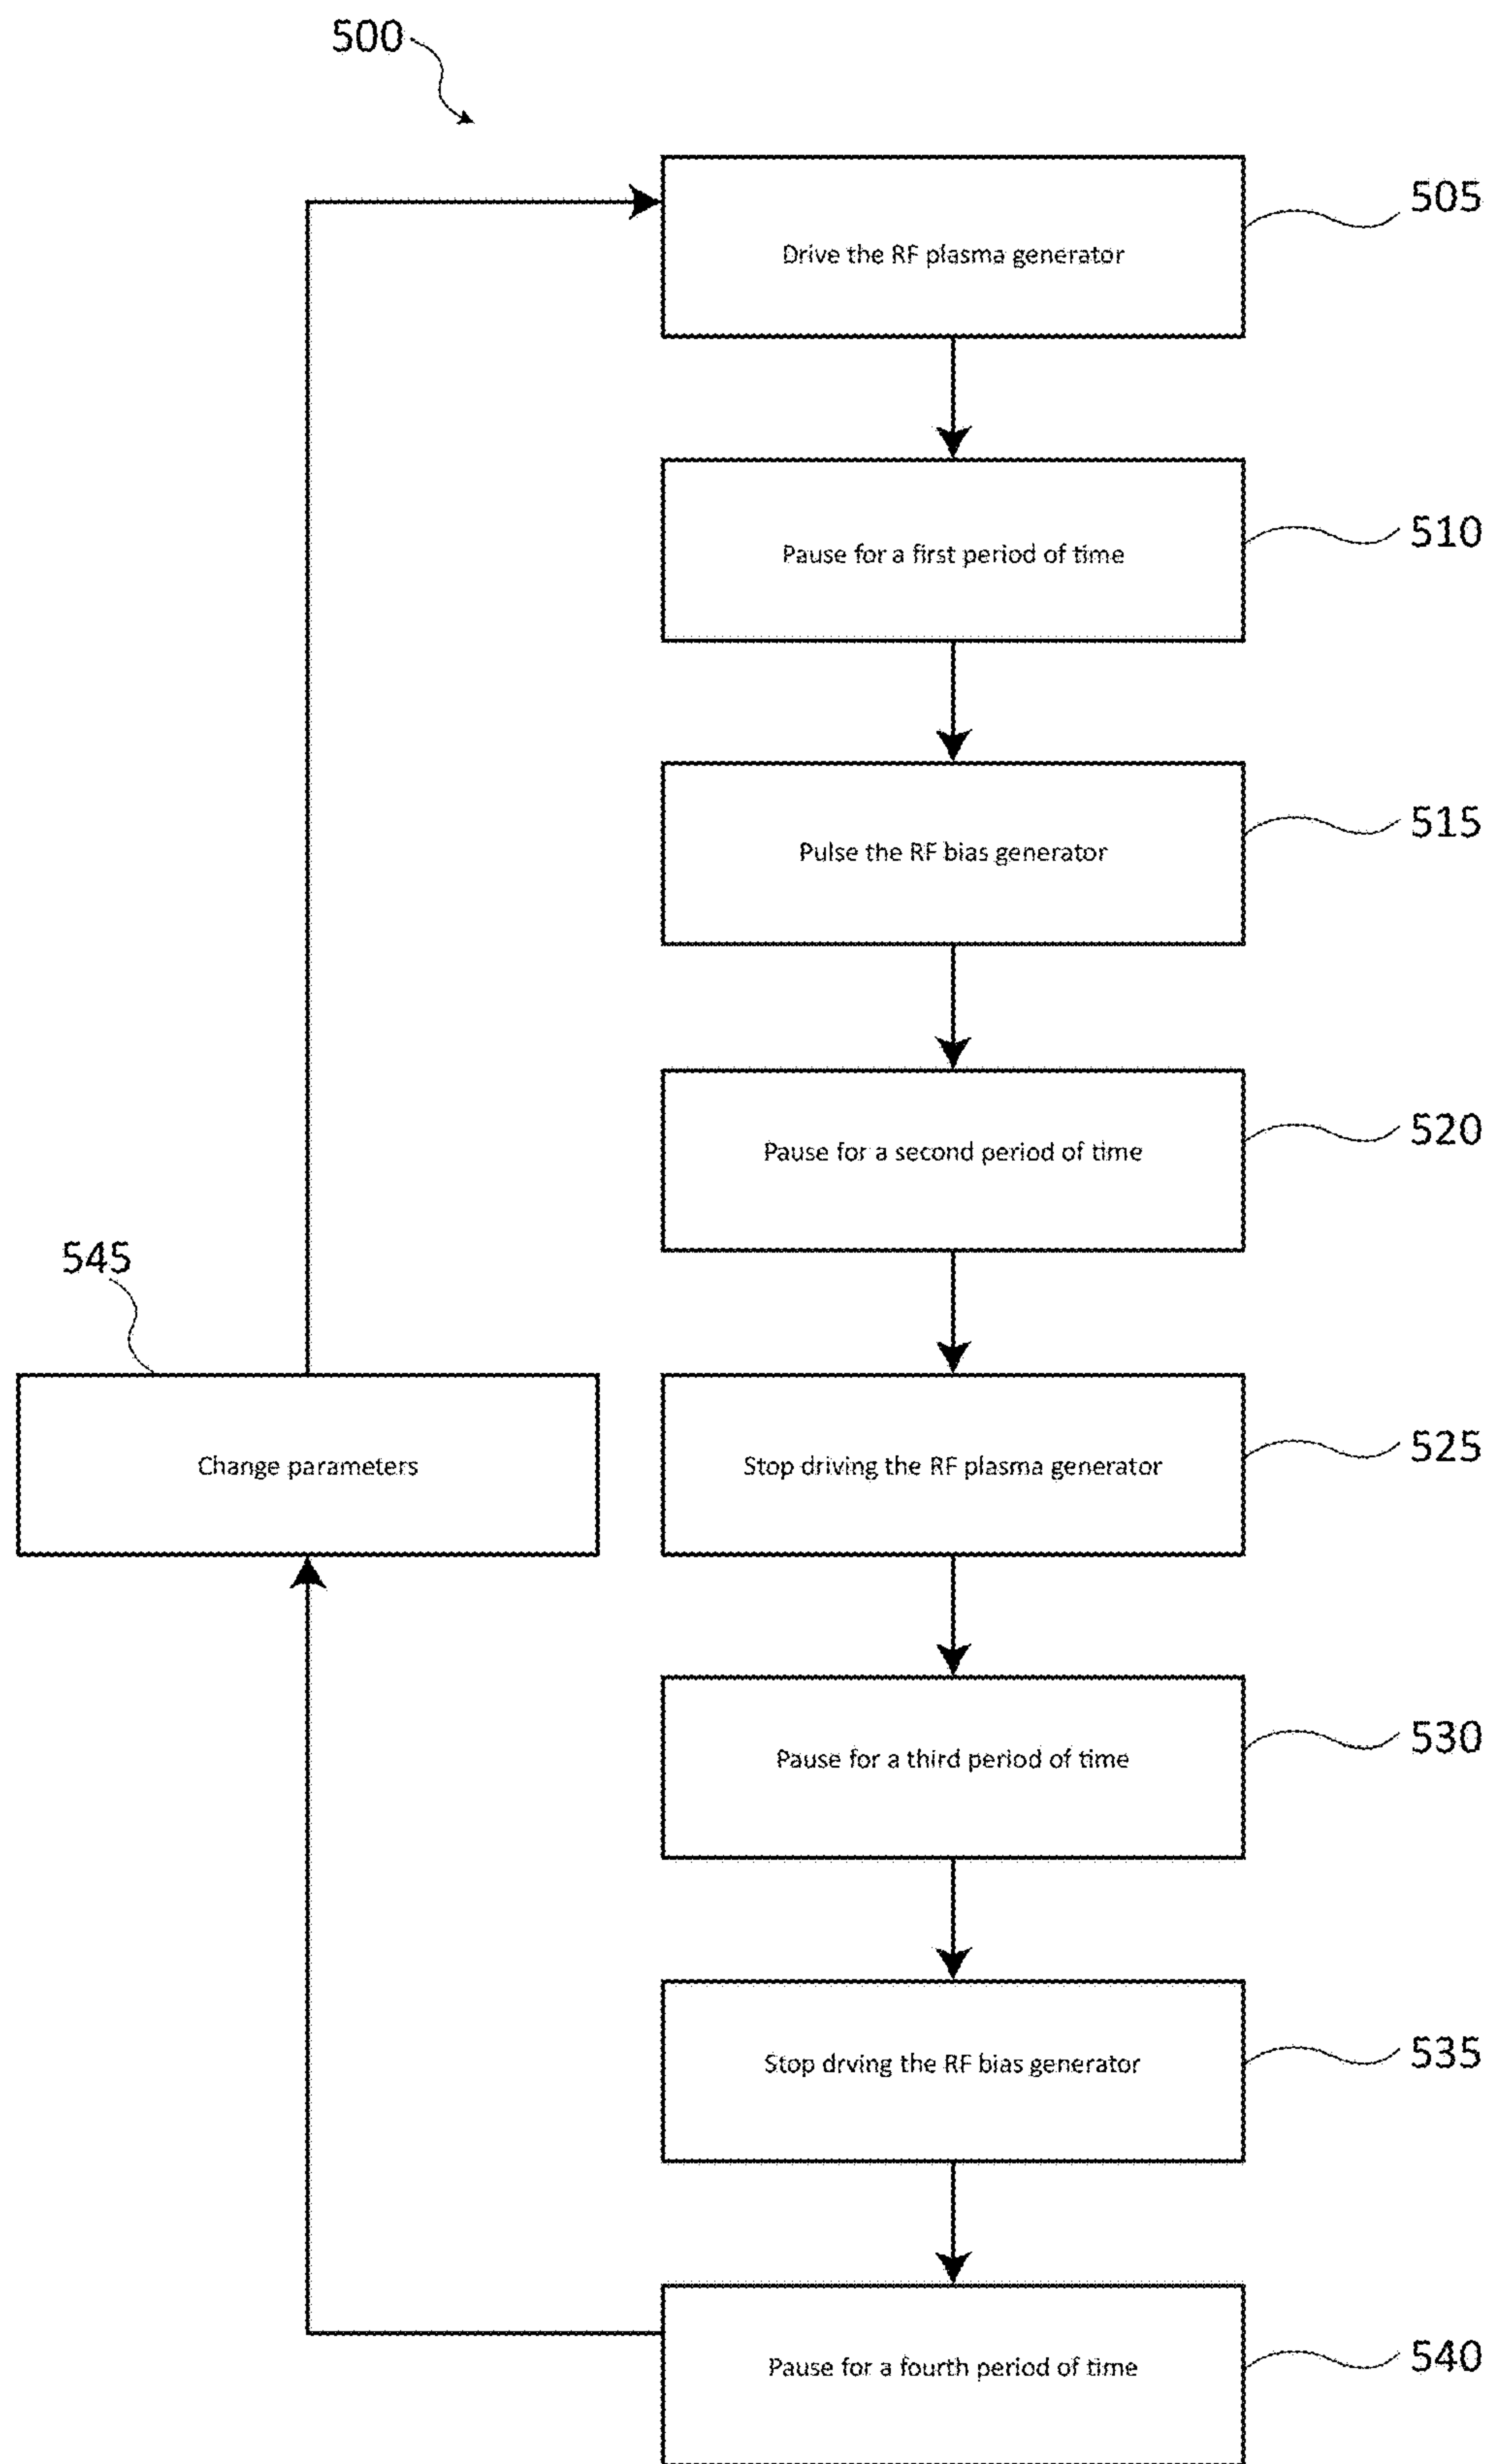 500
Drive the RF plasma generator
505
Pause for a first period of time
510
Pulse the RF bias generator
515
Pause for a second period of time
520
545
Change parameters
Stop driving the RF plasma generator
525
Pause for a third period of time
530
Stop drving the RF bias generator
535
Pause for a fourth period of time
540